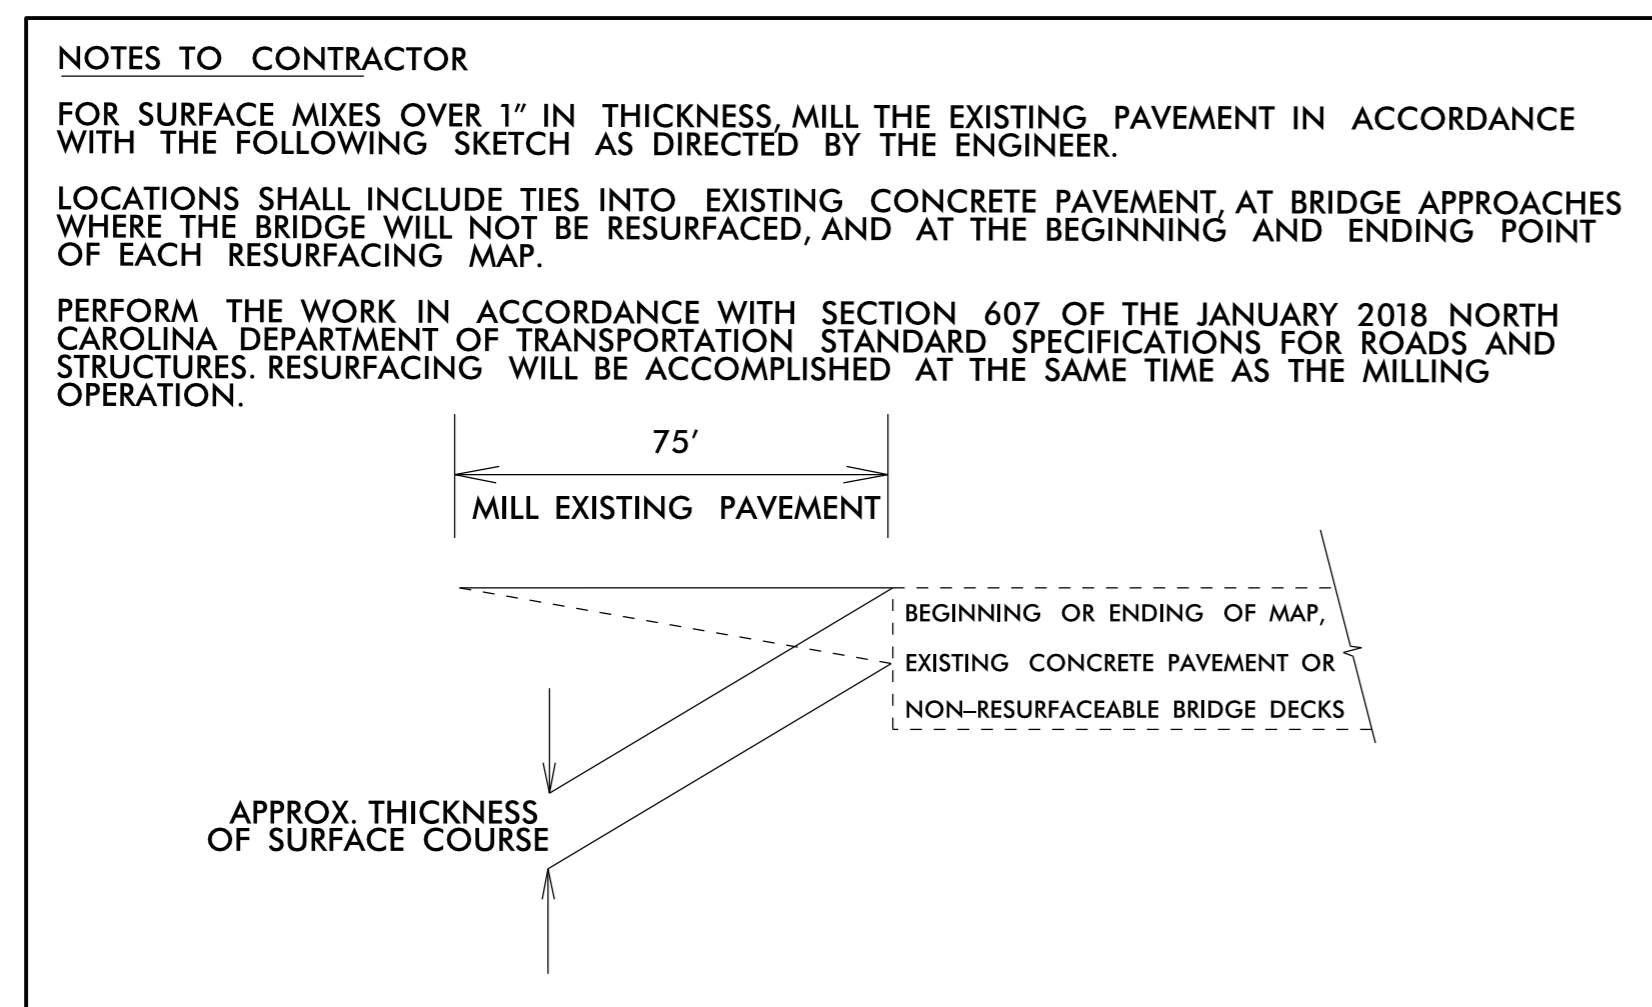 NOTES TO CONTRACTOR
FOR SURFACE MIXES OVER 1" IN THICKNESS, MILL THE EXISTING PAVEMENT IN ACCORDANCE
WITH THE FOLLOWING SKETCH AS DIRECTED BY THE ENGINEER.
LOCATIONS SHALL INCLUDE TIES INTO EXISTING CONCRETE PAVEMENT, AT BRIDGE APPROACHES
WHERE THE BRIDGE WILL NOT BE RESURFACED, AND AT THE BEGINNING AND ENDING POINT
OF EACH RESURFACING MAP.
PERFORM THE WORK IN ACCORDANCE WITH SECTION 607 OF THE JANUARY 2018 NORTH
CAROLINA DEPARTMENT OF TRANSPORTATION STANDARD SPECIFICATIONS FOR ROADS AND
STRUCTURES. RESURFACING WILL BE ACCOMPLISHED AT THE SAME TIME AS THE MILLING
OPERATION.
75'
MILL EXISTING PAVEMENT
BEGINNING OR ENDING OF MAP,
EXISTING CONCRETE PAVEMENT OR
NON–RESURFACEABLE BRIDGE DECKS
APPROX. THICKNESS
OF SURFACE COURSE